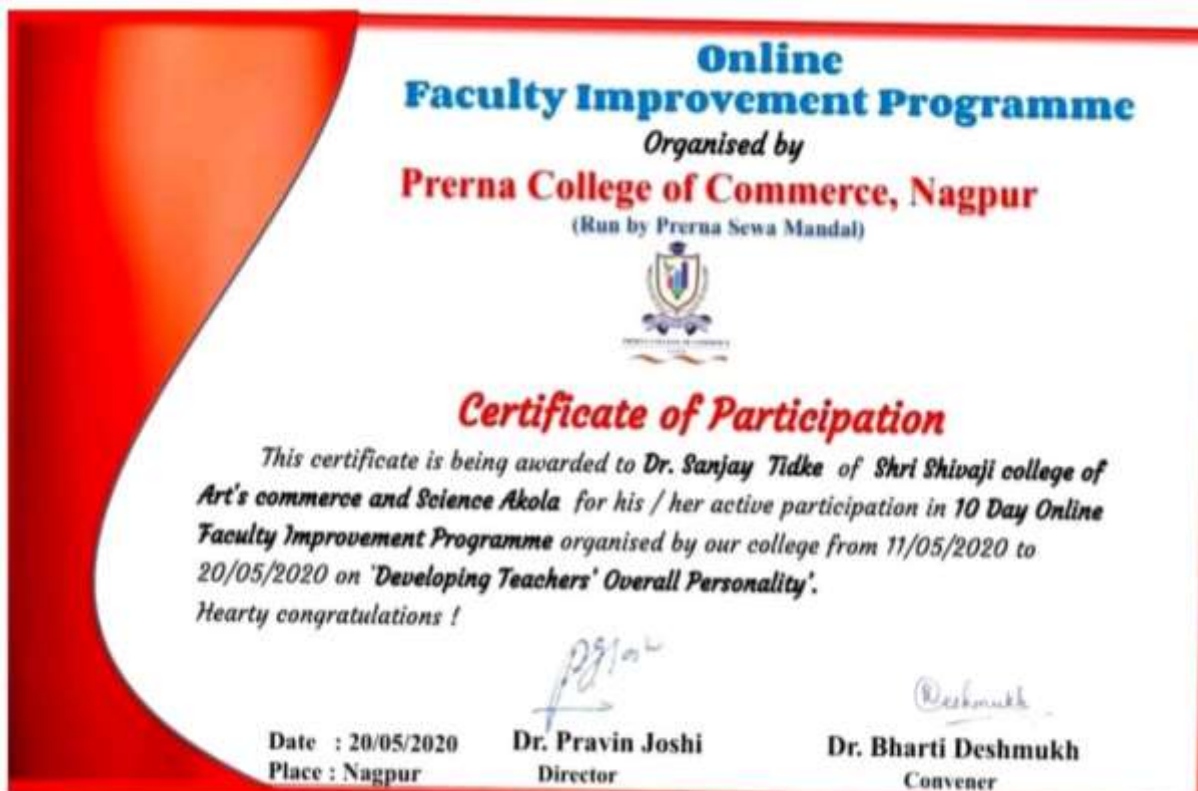 Online
Faculty Improvement Programme
Organised by
Prerna College of Commerce, Nagpur
(Run by Prerna Sewa Mandal)
Certificate of Participation
This certificate is being awarded to Dr. Sanjay Tidke of Shri Shivaji college of
Art's commerce and Science Akola for his / her active participation in 10 Day Online
Faculty Improvement Programme organised by our college from 11/05/2020 to
20/05/2020 on 'Developing Teachers' Overall Personality'.
Hearty congratulations !
Deshmukh
Date : 20/05/2020 Dr. Pravin Joshi Dr. Bharti Deshmukh
Place : Nagpur Director Convener